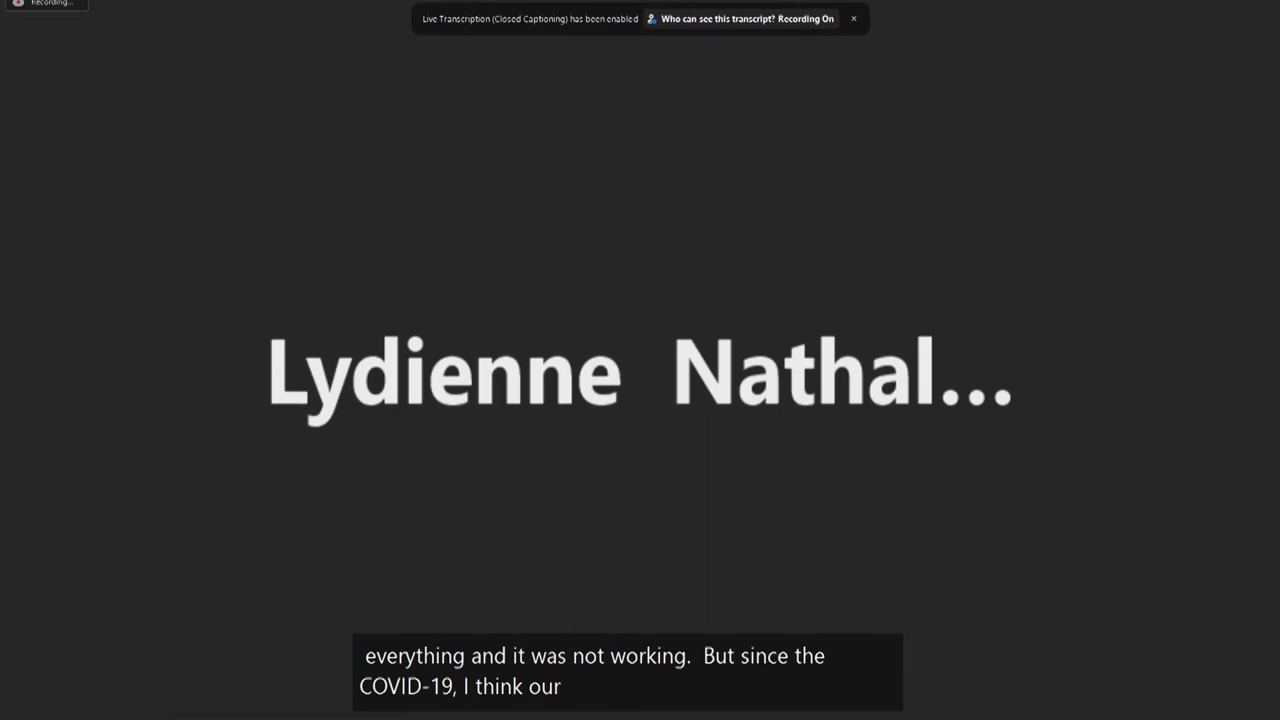 Recording...
Live Transcription (Closed Captioning) has been enabled Who can see this transcript? Recording On ×
Lydienne Nathal...
everything and it was not working. But since the
COVID-19, I think our